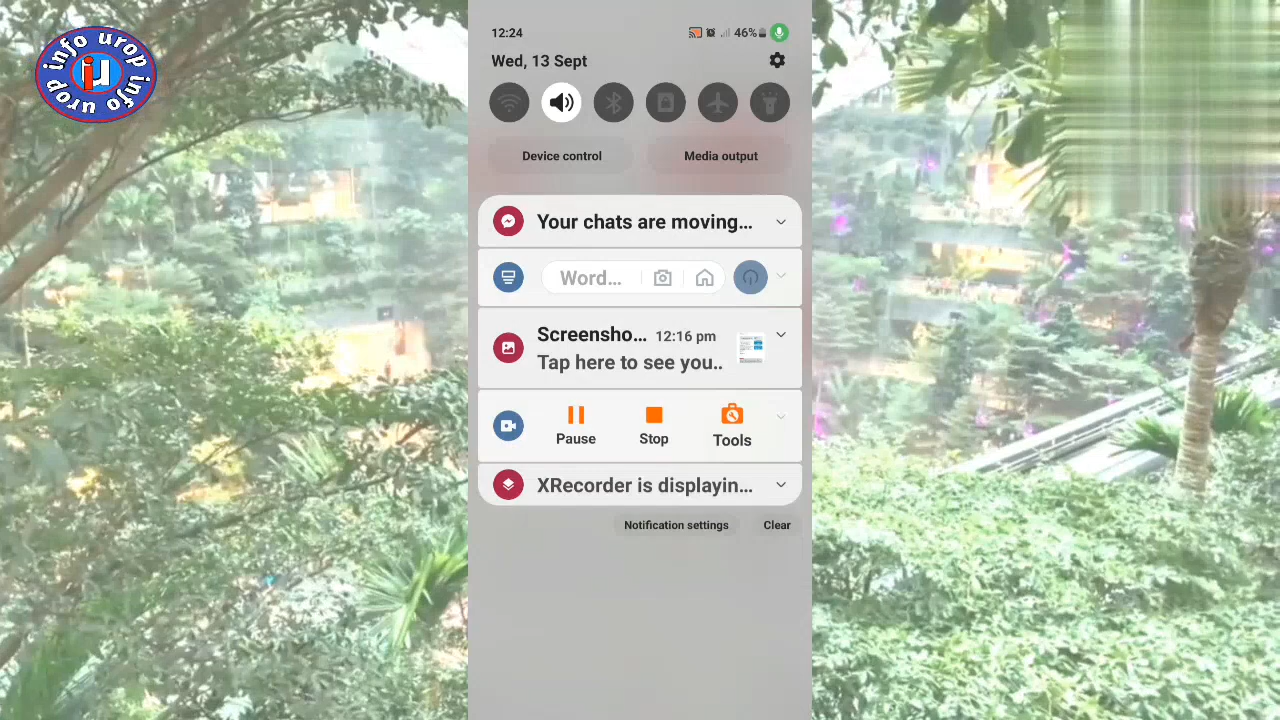 info urop info urop
iu
12:24
46%
Wed, 13 Sept
Device control
Media output
Your chats are moving...
Word...
Screensho... 12:16 pm
Tap here to see you..
Pause
Stop
Tools
XRecorder is displayin...
Notification settings
Clear